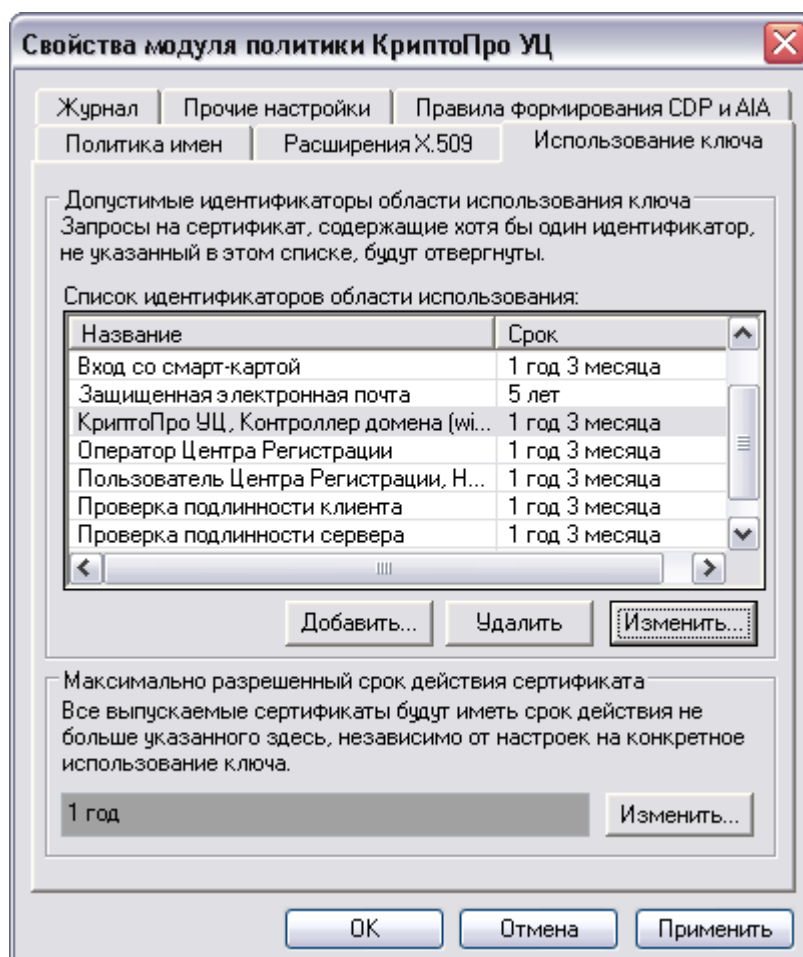 Свойства модуля политики КриптоПро УЦ
Журнал Прочие настройки Правила формирования CDP и AIA
Политика имен Расширения X.509 Использование ключа
Допустимые идентификаторы области использования ключа
Запросы на сертификат, содержащие хотя бы один идентификатор,
не указанный в этом списке, будут отвергнуты.
Список идентификаторов области использования:
Название Срок
Вход со смарт-картой 1 год 3 месяца
Защищенная электронная почта 5 лет
КриптоПро УЦ, Контроллер домена (wi... 1 год 3 месяца
Оператор Центра Регистрации 1 год 3 месяца
Пользователь Центра Регистрации, H... 1 год 3 месяца
Проверка подлинности клиента 1 год 3 месяца
Проверка подлинности сервера 1 год 3 месяца
Добавить... Удалить Изменить...
Максимально разрешенный срок действия сертификата
Все выпускаемые сертификаты будут иметь срок действия не
больше указанного здесь, независимо от настроек на конкретное
использование ключа.
1 год Изменить...
OK Отмена Применить